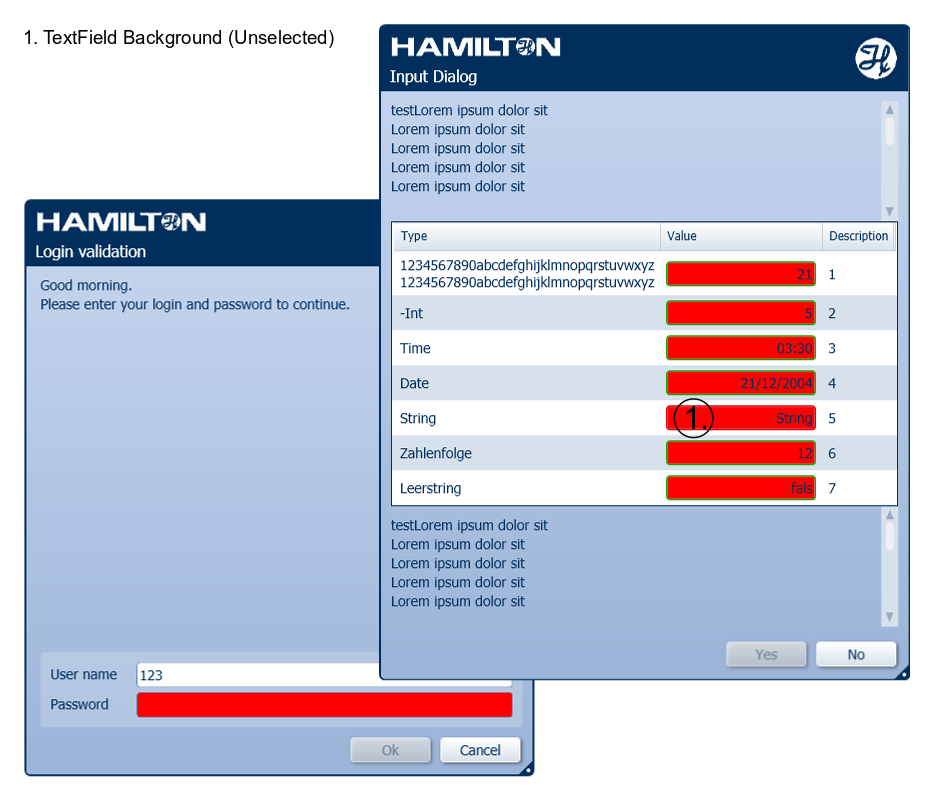 1. TextField Background (Unselected)
HAMILTON
Input Dialog
testLorem ipsum dolor sit
Lorem ipsum dolor sit
Lorem ipsum dolor sit
Lorem ipsum dolor sit
Lorem ipsum dolor sit
Type Value Description
1234567890abcdefghijklmnopqrstuvwxyz
1234567890abcdefghijklmnopqrstuvwxyz 21 1
-Int 5 2
Time 03:30 3
Date 21/12/2004 4
String 1. String 5
Zahlenfolge 12 6
Leerstring fals 7
testLorem ipsum dolor sit
Lorem ipsum dolor sit
Lorem ipsum dolor sit
Lorem ipsum dolor sit
Lorem ipsum dolor sit
Yes No
HAMILTON
Login validation
Good morning.
Please enter your login and password to continue.
User name 123
Password
Ok Cancel